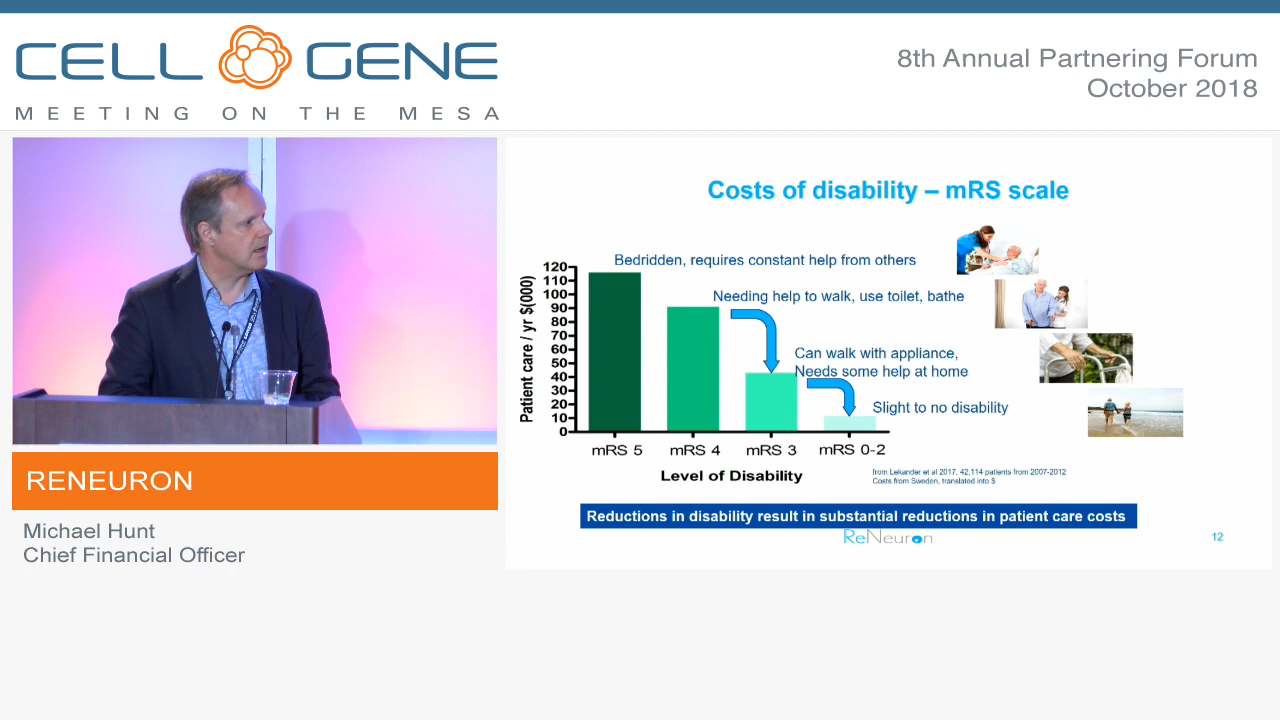 CELL GENE
MEETING ON THE MESA
8th Annual Partnering Forum
October 2018
RENEURON
Michael Hunt
Chief Financial Officer
Costs of disability – mRS scale
Patient care / yr $(000)
120
110
100
90
80
70
60
50
40
30
20
10
0
Bedridden, requires constant help from others
Needing help to walk, use toilet, bathe
Can walk with appliance,
Needs some help at home
Slight to no disability
mRS 5 mRS 4 mRS 3 mRS 0-2
Level of Disability
from Lekander et al 2017, 42,114 patients from 2007-2012
Costs from Sweden, translated into $
Reductions in disability result in substantial reductions in patient care costs
ReNeuron
12